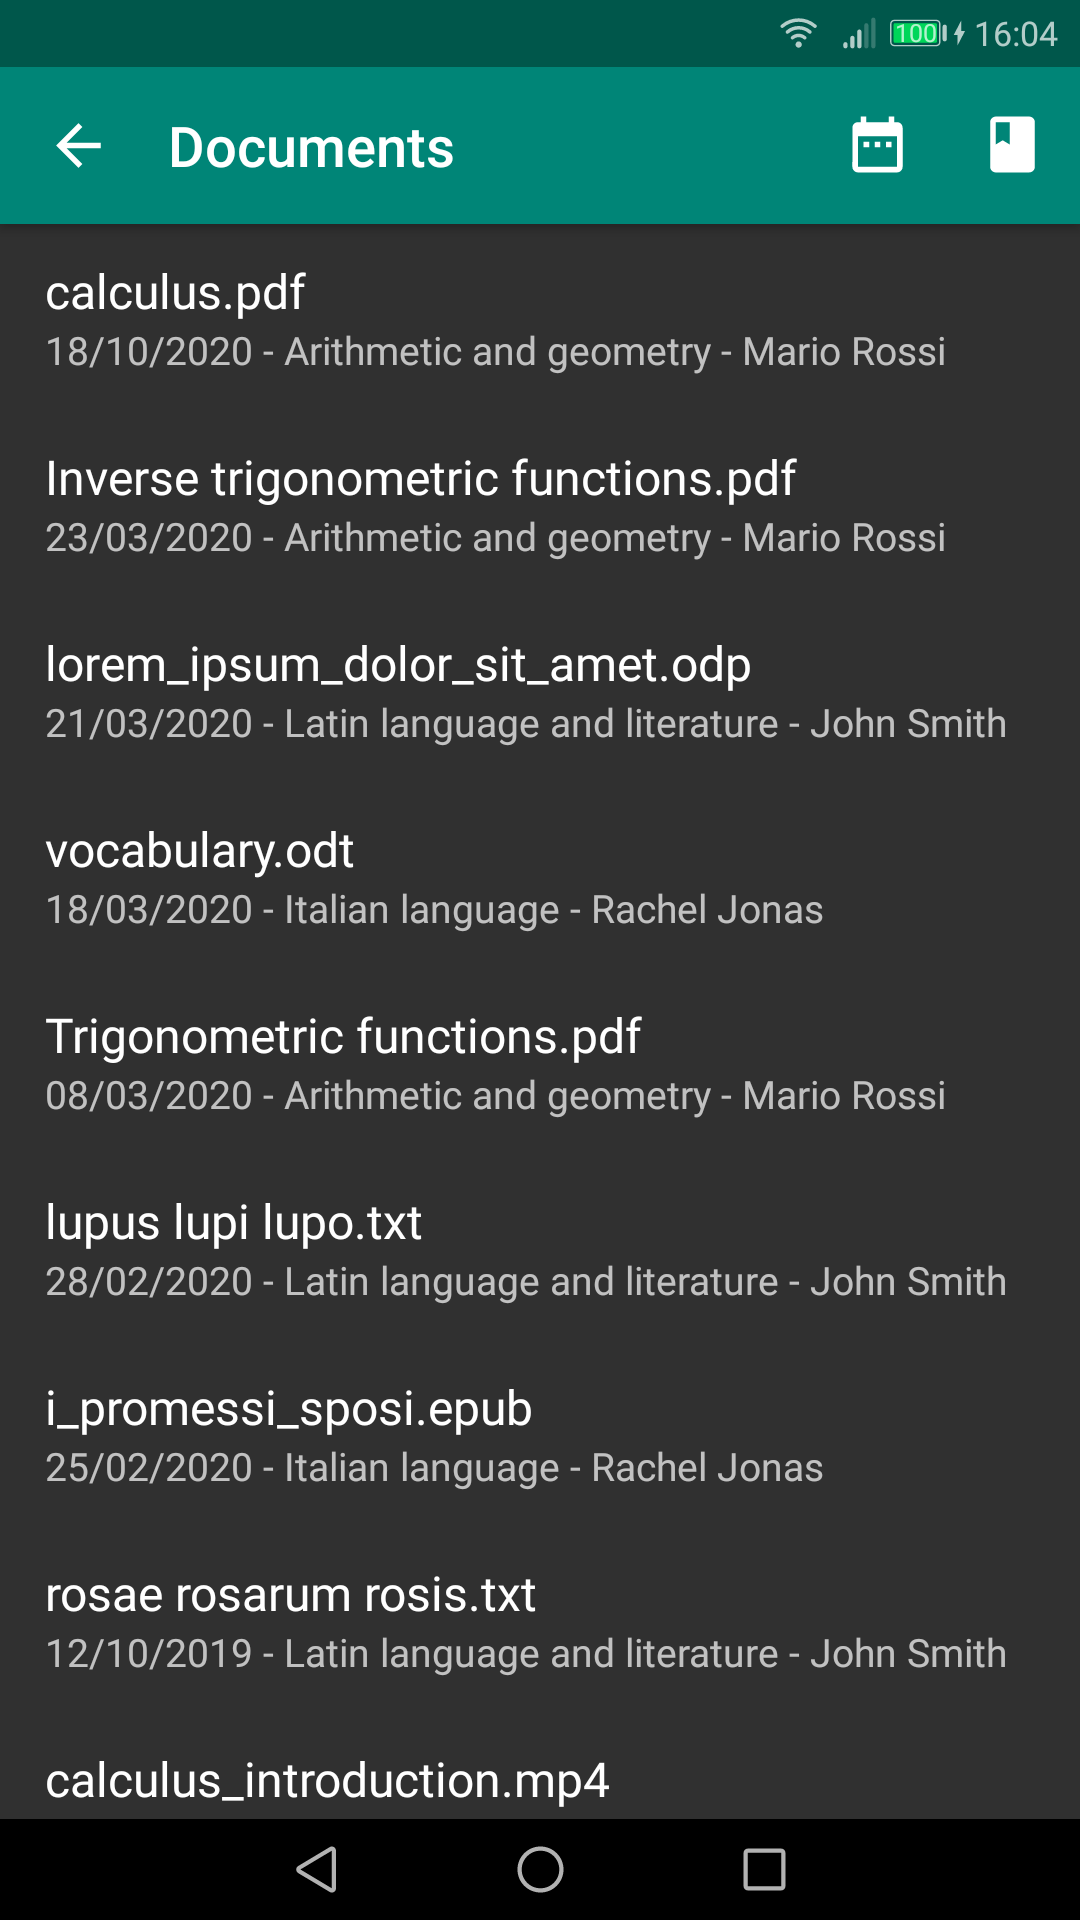 100 16:04
Documents
calculus.pdf
18/10/2020 - Arithmetic and geometry - Mario Rossi
Inverse trigonometric functions.pdf
23/03/2020 - Arithmetic and geometry - Mario Rossi
lorem_ipsum_dolor_sit_amet.odp
21/03/2020 - Latin language and literature - John Smith
vocabulary.odt
18/03/2020 - Italian language - Rachel Jonas
Trigonometric functions.pdf
08/03/2020 - Arithmetic and geometry - Mario Rossi
lupus lupi lupo.txt
28/02/2020 - Latin language and literature - John Smith
i_promessi_sposi.epub
25/02/2020 - Italian language - Rachel Jonas
rosae rosarum rosis.txt
12/10/2019 - Latin language and literature - John Smith
calculus_introduction.mp4